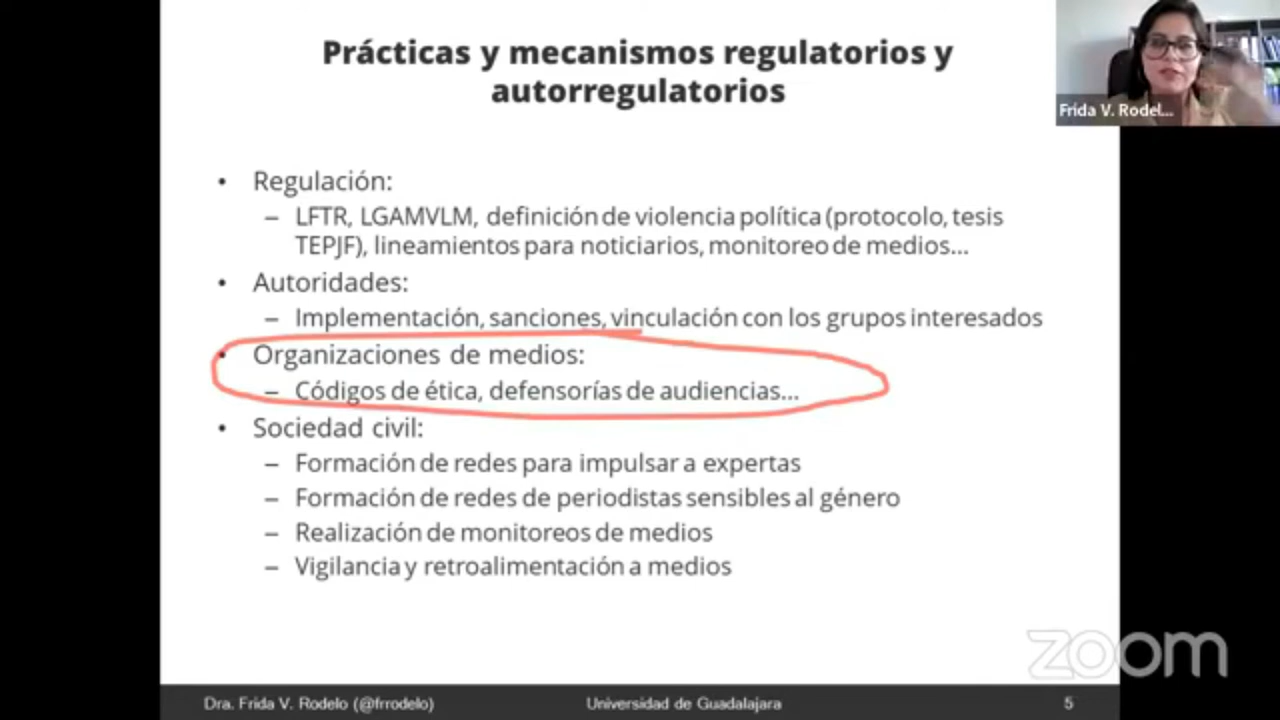 Prácticas y mecanismos regulatorios y
autorregulatorios
Frida V. Rodel...
• Regulación:
– LFTR, LGAMVLM, definición de violencia política (protocolo, tesis
TEPJF), lineamientos para noticiarios, monitoreo de medios...
• Autoridades:
– Implementación, sanciones, vinculación con los grupos interesados
• Organizaciones de medios:
– Códigos de ética, defensorías de audiencias...
• Sociedad civil:
– Formación de redes para impulsar a expertas
– Formación de redes de periodistas sensibles al género
– Realización de monitoreos de medios
– Vigilancia y retroalimentación a medios
zoom
Dra. Frida V. Rodelo (@frrodelo) Universidad de Guadalajara 5